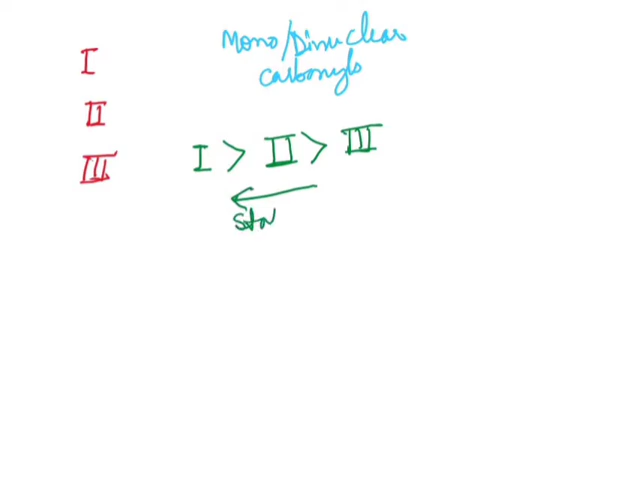 Mono/Dinuclear
carbonyls
I
II
III
I > II > III